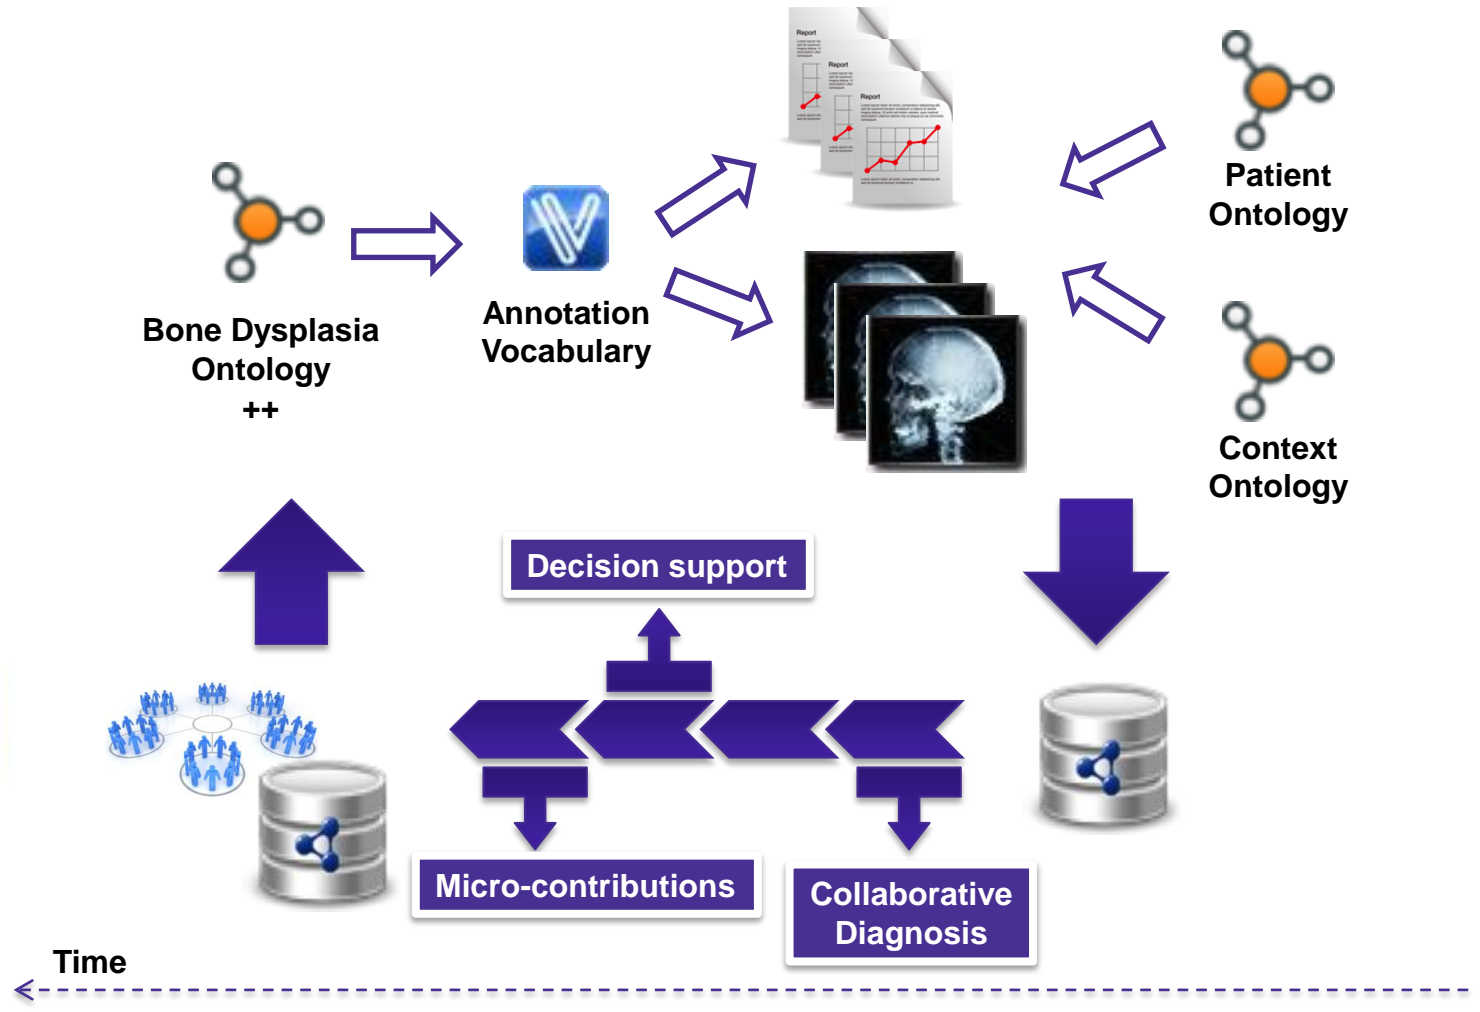 Report
Report
Report
Patient
Ontology
Bone Dysplasia
Ontology
++
Annotation
Vocabulary
Context
Ontology
Decision support
Micro-contributions
Collaborative
Diagnosis
Time